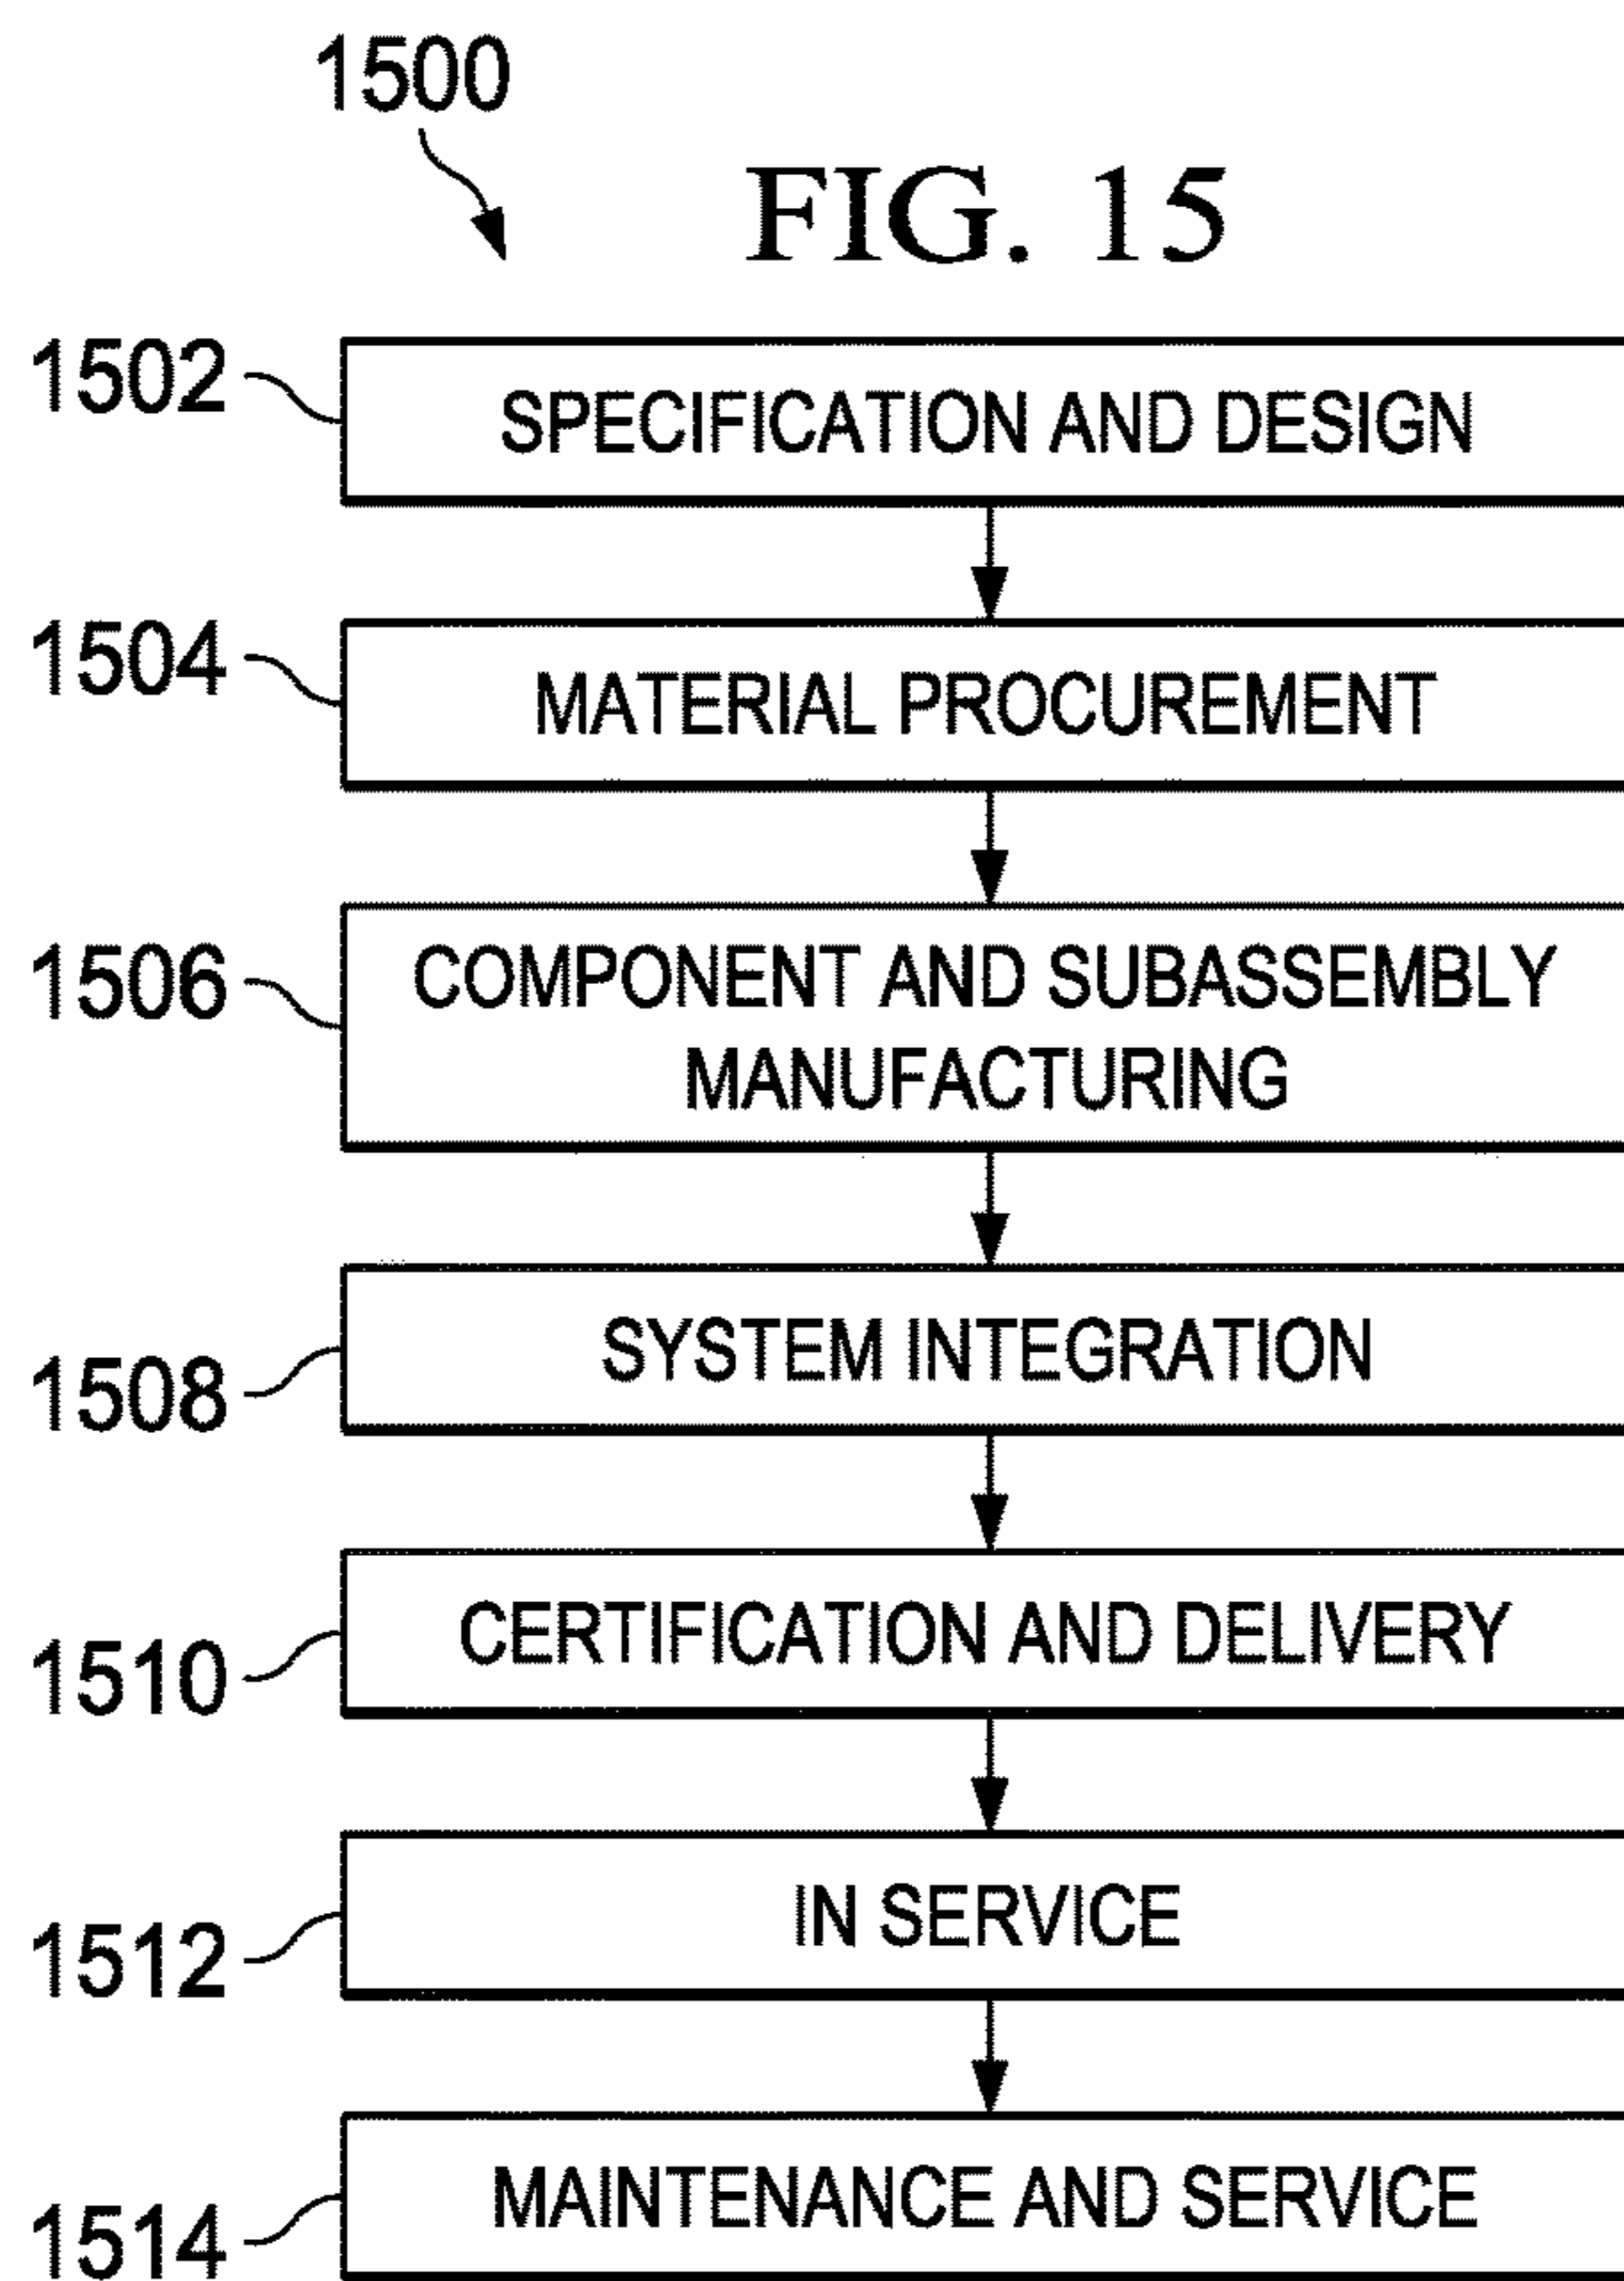 1500
FIG. 15
1502
SPECIFICATION AND DESIGN
1504
MATERIAL PROCUREMENT
1506
COMPONENT AND SUBASSEMBLY
MANUFACTURING
1508
SYSTEM INTEGRATION
1510
CERTIFICATION AND DELIVERY
1512
IN SERVICE
1514
MAINTENANCE AND SERVICE